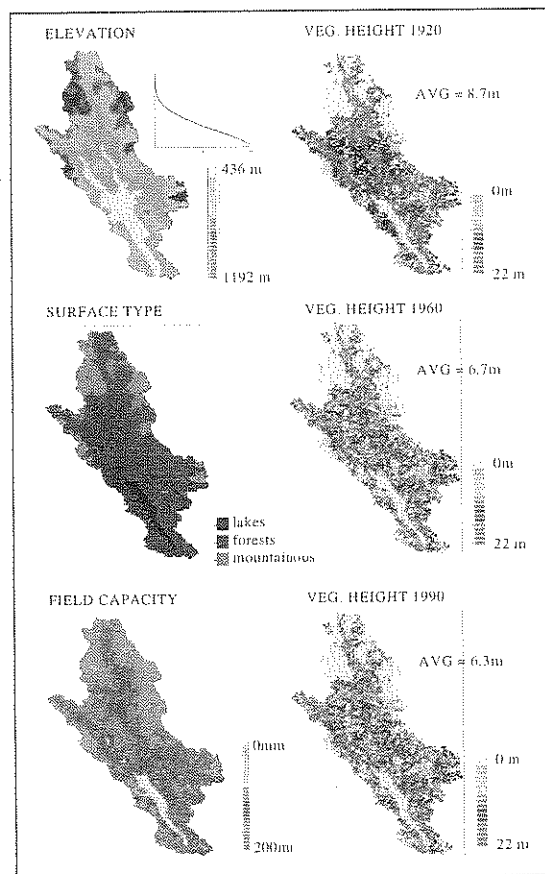 ELEVATION
436 m
1192 m
VEG. HEIGHT 1920
AVG = 8.7m
0m
22 m
SURFACE TYPE
lakes
forests
mountainous
VEG. HEIGHT 1960
AVG = 6.7m
0m
22 m
FIELD CAPACITY
0mm
200mm
VEG. HEIGHT 1990
AVG = 6.3m
0 m
22 m